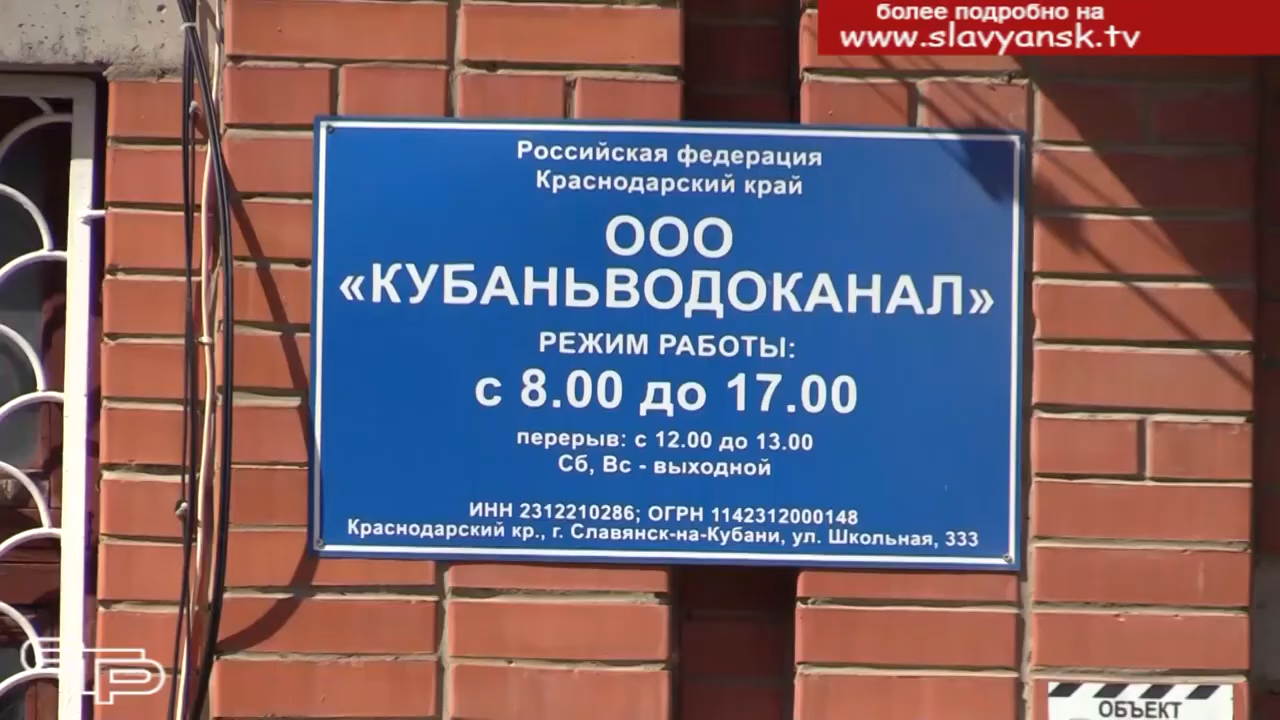 более подробно на
www.slavyansk.tv
Российская федерация
Краснодарский край
ООО
«КУБАНЬВОДОКАНАЛ»
РЕЖИМ РАБОТЫ:
с 8.00 до 17.00
перерыв: с 12.00 до 13.00
Сб, Вс - выходной
ИНН 2312210286; ОГРН 1142312000148
Краснодарский кр., г. Славянск-на-Кубани, ул. Школьная, 333
ОБЪЕКТ